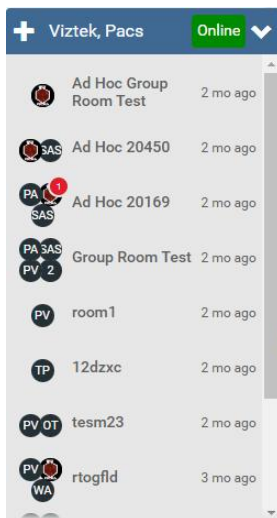 Viztek, Pacs Online
Ad Hoc Group
Room Test
2 mo ago
SAS
Ad Hoc 20450
2 mo ago
PA
1
SAS
Ad Hoc 20169
2 mo ago
PA SAS
PV 2
Group Room Test
2 mo ago
PV
room1
2 mo ago
TP
12dzxc
2 mo ago
PV OT
tesm23
2 mo ago
PV
WA
rtogfld
3 mo ago